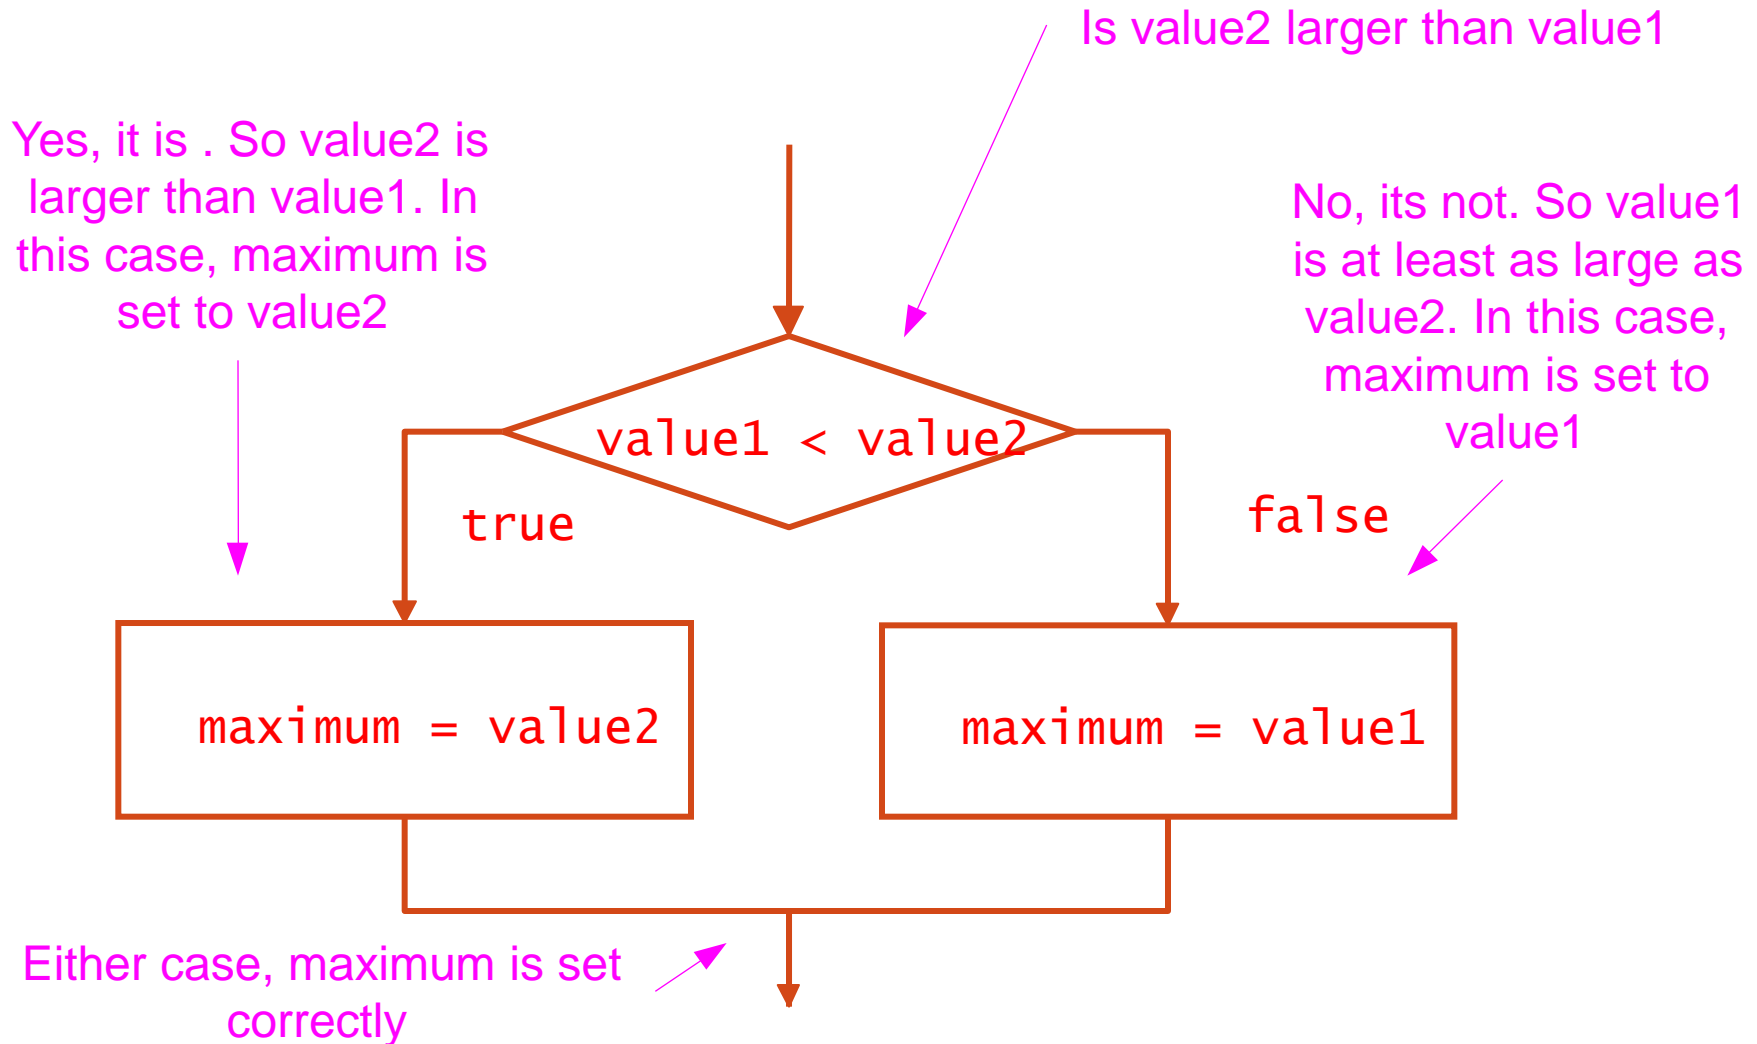 Is value2 larger than value1
Yes, it is . So value2 is
larger than value1. In
this case, maximum is
set to value2
No, its not. So value1
is at least as large as
value2. In this case,
maximum is set to
value1
value1 < value2
true
false
maximum = value2
maximum = value1
Either case, maximum is set
correctly